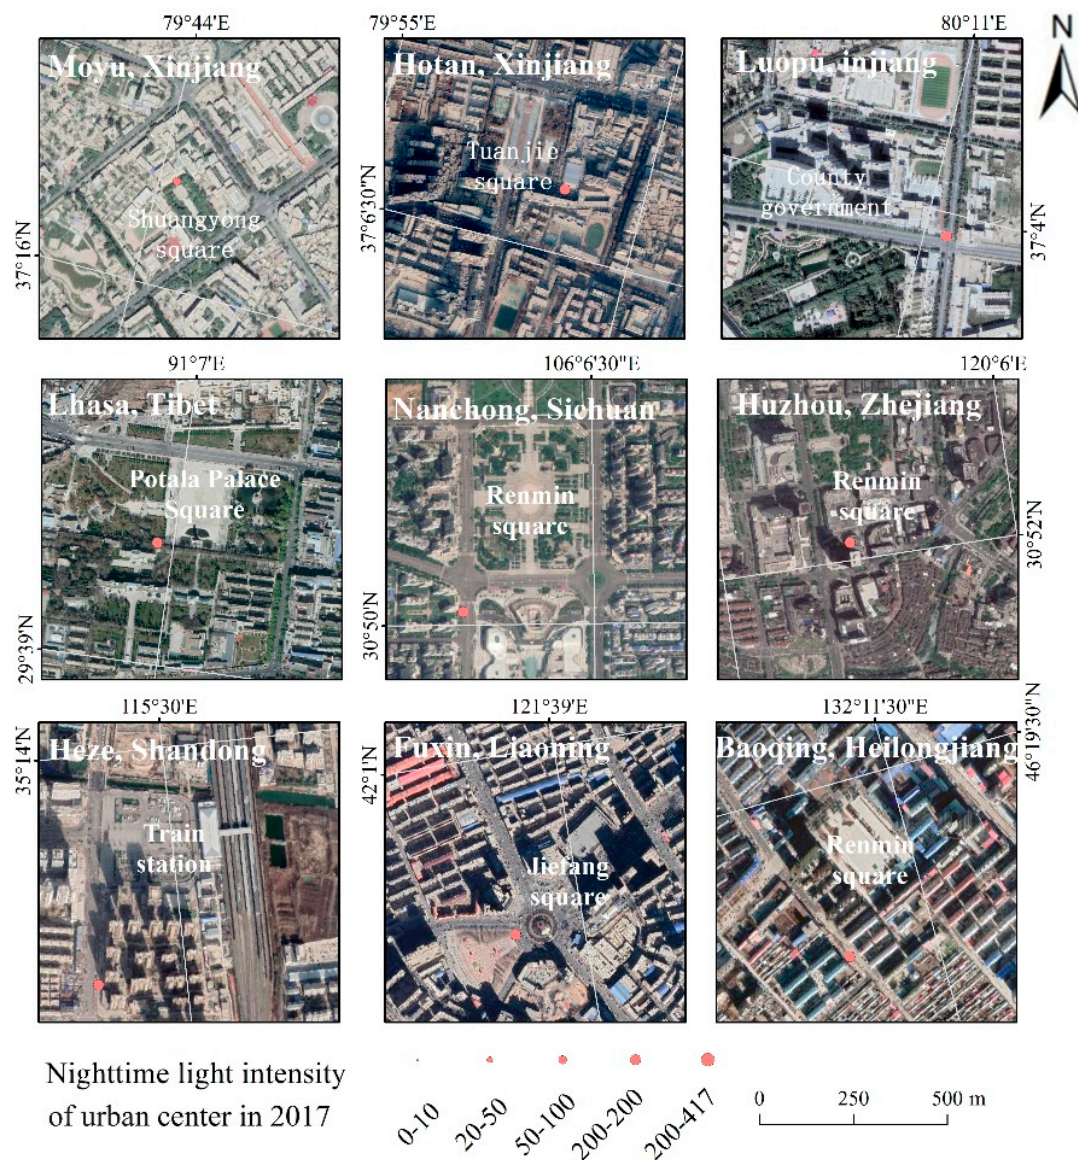 79°44'E
79°55'E
80°11'E
N
Moyu, Xinjiang
Hotan, Xinjiang
Luopu, injiang
Shuangyong
square
Tuanjie
square
County
government
37°16'N
37°6'30"N
37°4'N
91°7'E
106°6'30"E
120°6'E
Lhasa, Tibet
Nanchong, Sichuan
Huzhou, Zhejiang
Potala Palace
Square
Renmin
squarc
Renmin
square
29°39'N
30°50'N
30°52'N
115°30'E
121°39'E
132°11'30"E
Heze, Shandong
Fuxin, Liaoning
Baoqing, Heilongjiang
Train
station
Jiefang
square
Renmin
square
35°14'N
42°1'N
46°19'30"N
Nighttime light intensity
of urban center in 2017
0-10
20-50
50-100
200-200
200-417
0 250 500 m